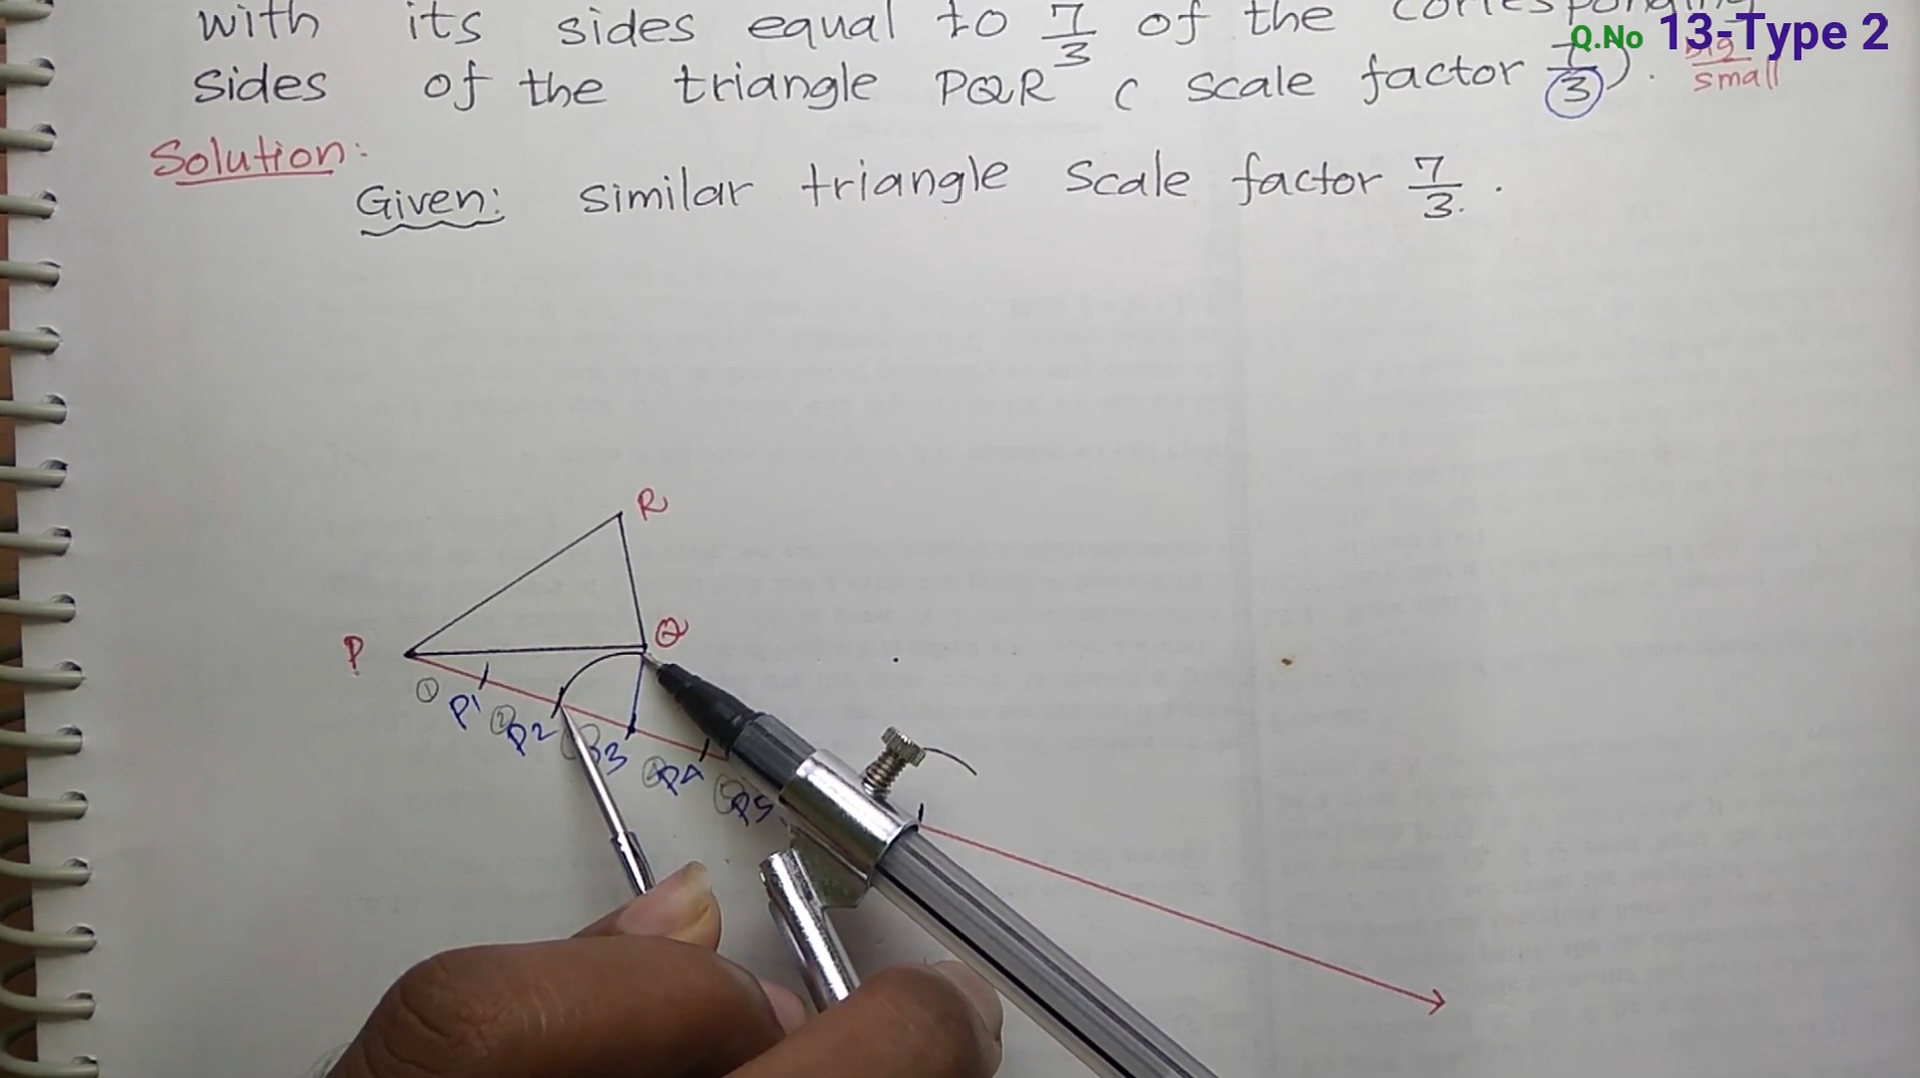 with its sides equal to 7/3 of the corresponding
Q.No 13-Type 2
sides of the triangle PQR ( scale factor 7/3). big/small
Solution:
Given: similar triangle scale factor 7/3.
R
P
Q
1 P1 2 P2 3 4 P4 5 P5